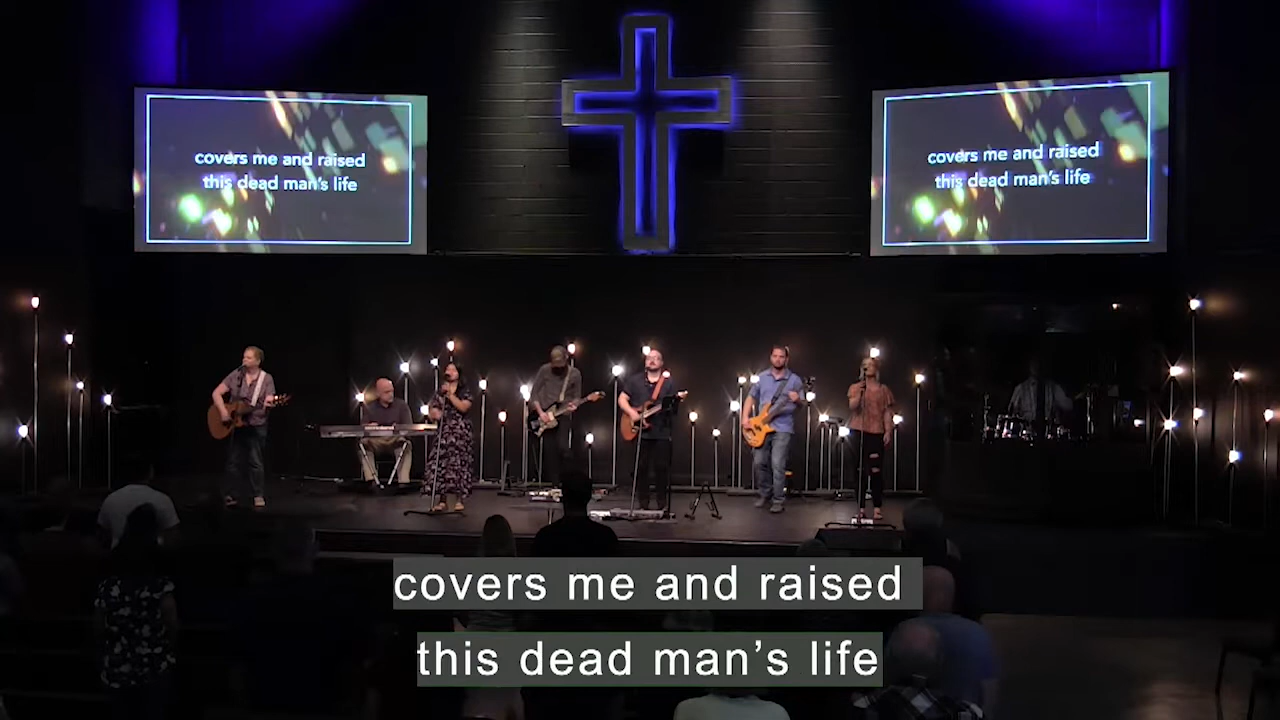 covers me and raised
this dead man's life
covers me and raised
this dead man's life
covers me and raised
this dead man’s life